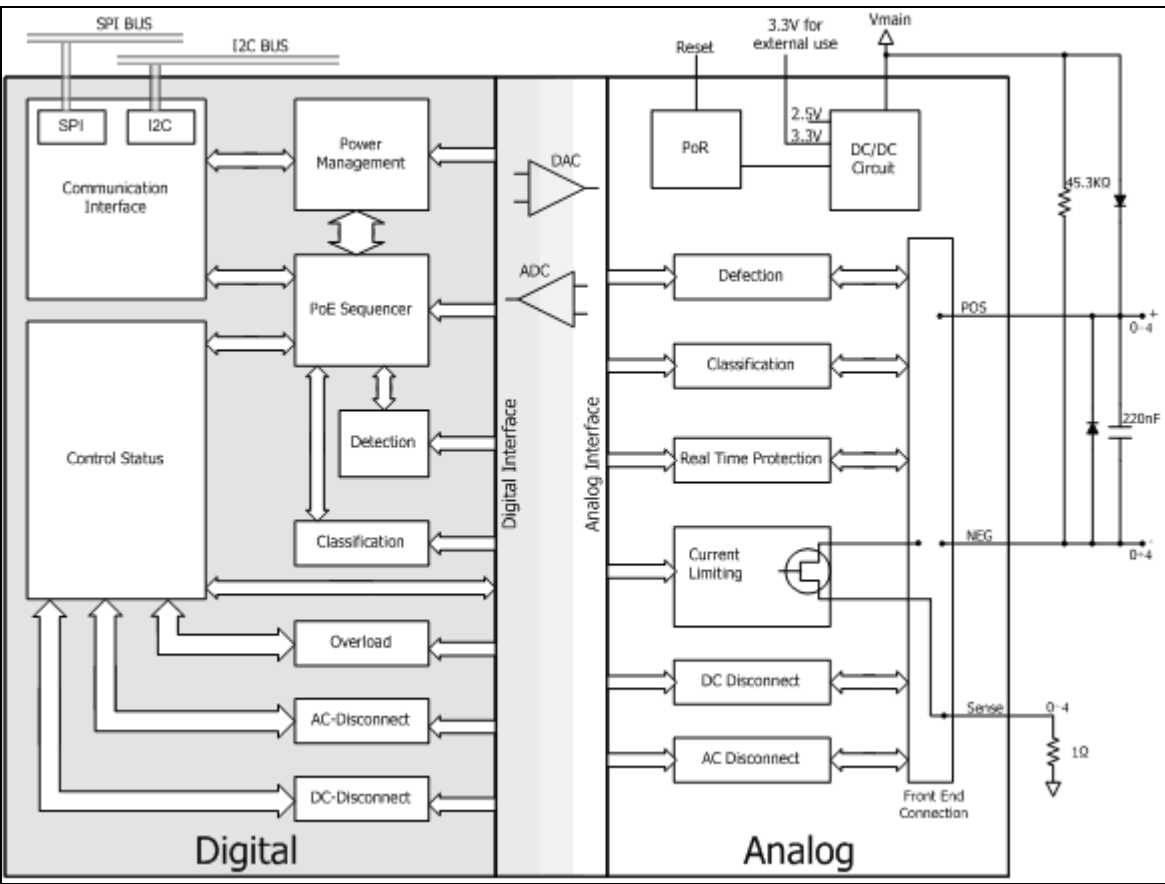 SPI BUS
I2C BUS
SPI
I2C
Communication
Interface
Power
Management
PoE Sequencer
Control Status
Detection
Classification
Overload
AC-Disconnect
DC-Disconnect
Digital
Digital Interface
DAC
ADC
Analog Interface
Reset
3.3V for
external use
Vmain
PoR
2.5V
3.3V
DC/DC
Circuit
Defection
Classification
Real Time Protection
Current
Limiting
DC Disconnect
AC Disconnect
Front End
Connection
Analog
45.3KΩ
POS
+
0~4
220nF
NEG
-
0÷4
Sense
0~4
1Ω